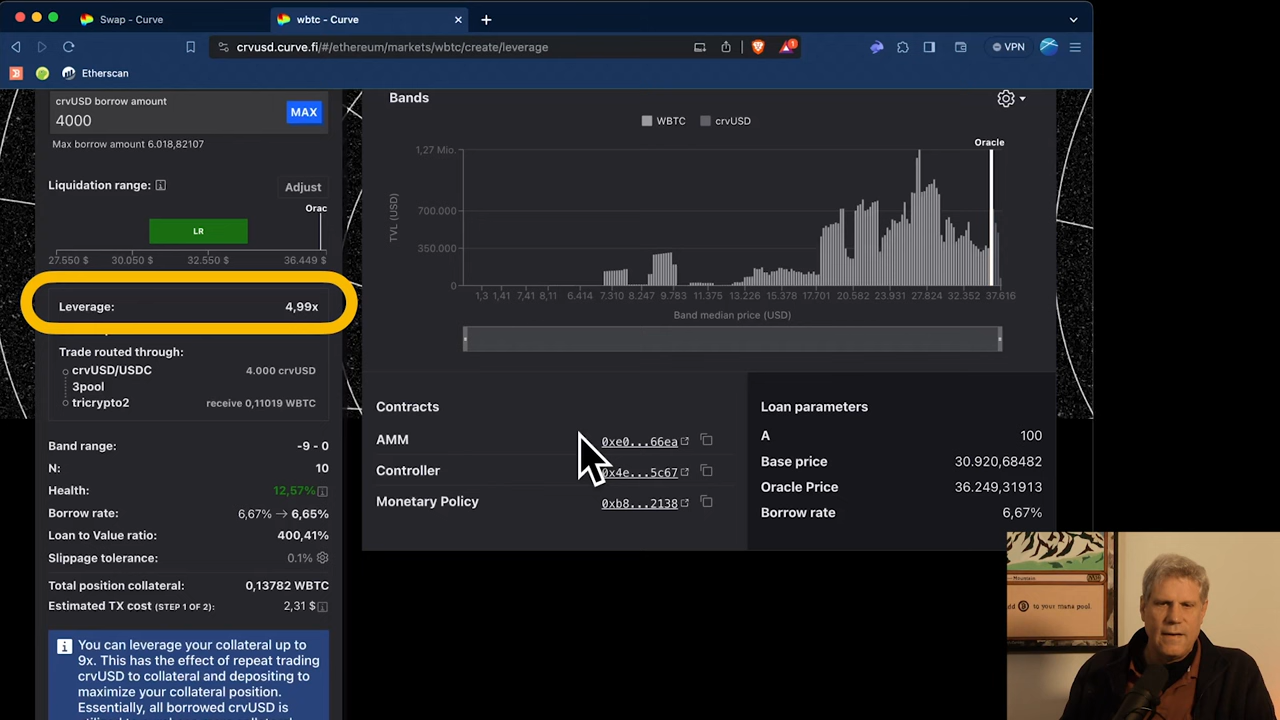 Swap - Curve
wbtc - Curve
crvusd.curve.fi/#/ethereum/markets/wbtc/create/leverage
1
VPN
Etherscan
crvUSD borrow amount
4000
MAX
Max borrow amount 6.018,82107
Liquidation range:
Adjust
Orac
LR
27.550 $ 30.050 $ 32.550 $ 36.449 $
Leverage: 4,99x
Trade routed through:
crvUSD/USDC 4.000 crvUSD
3pool
tricrypto2 receive 0,11019 WBTC
Band range: -9 - 0
N: 10
Health: 12,57%
Borrow rate: 6,67% → 6,65%
Loan to Value ratio: 400,41%
Slippage tolerance: 0.1%
Total position collateral: 0,13782 WBTC
Estimated TX cost (STEP 1 OF 2): 2,31 $
You can leverage your collateral up to
9x. This has the effect of repeat trading
crvUSD to collateral and depositing to
maximize your collateral position.
Essentially, all borrowed crvUSD is
Bands
WBTC crvUSD
Oracle
TVL (USD)
1,27 Mio.
700.000
350.000
0
1,3 1,41 7,41 8,11 6.414 7.310 8.247 9.783 11.375 13.226 15.378 17.701 20.582 23.931 27.824 32.352 37.616
Band median price (USD)
Contracts
AMM 0xe0...66ea
Controller 0x4e...5c67
Monetary Policy 0xb8...2138
Loan parameters
A 100
Base price 30.920,68482
Oracle Price 36.249,31913
Borrow rate 6,67%
to your mana pool.